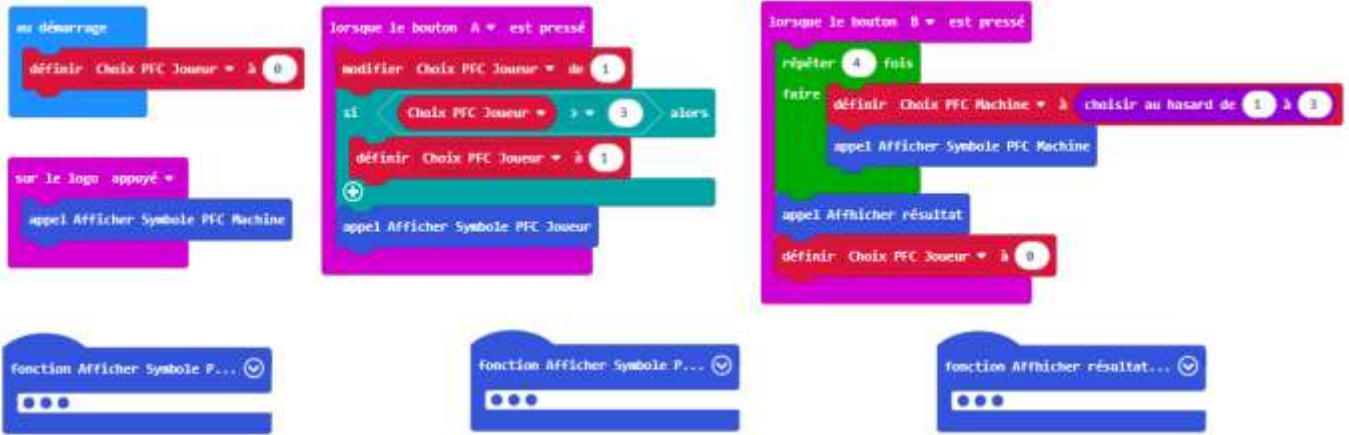 au démarrage
définir Choix PFC Joueur à 0
sur le logo appuyé
appel Afficher Symbole PFC Machine
lorsque le bouton A est pressé
modifier Choix PFC Joueur de 1
si Choix PFC Joueur > = 3 alors
définir Choix PFC Joueur à 1
appel Afficher Symbole PFC Joueur
lorsque le bouton B est pressé
répéter 4 fois
faire
définir Choix PFC Machine à choisir au hasard de 1 à 3
appel Afficher Symbole PFC Machine
appel Affhicher résultat
définir Choix PFC Joueur à 0
fonction Afficher Symbole P...
fonction Afficher Symbole P...
fonction Affhicher résultat...